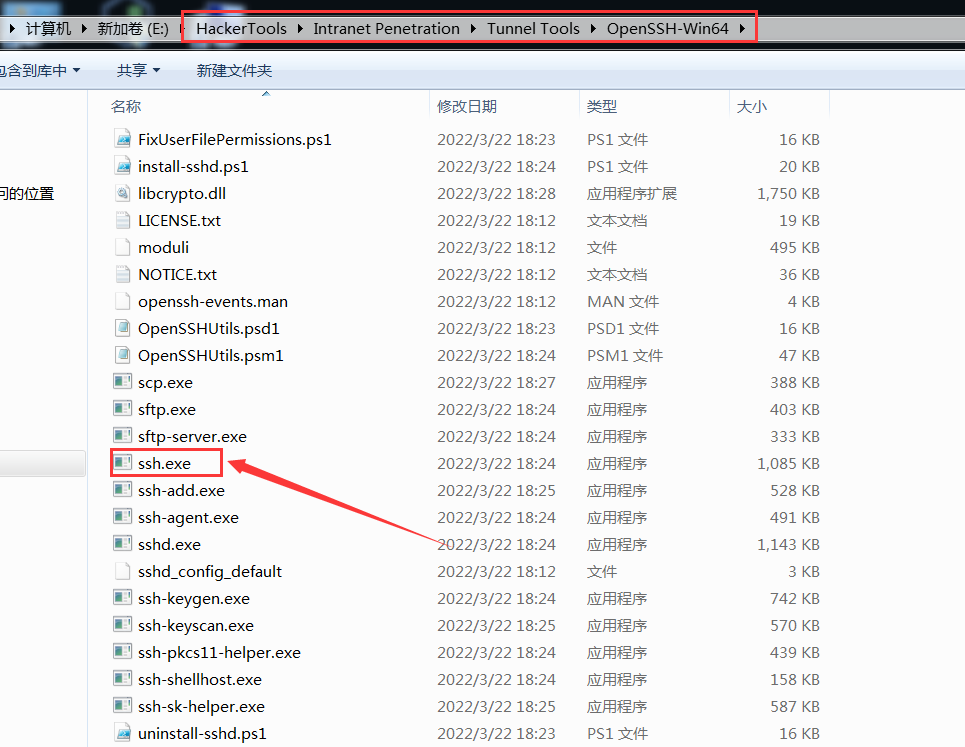 计算机 新加卷 (E:) HackerTools Intranet Penetration Tunnel Tools OpenSSH-Win64
包含到库中 共享 新建文件夹
名称 修改日期 类型 大小
FixUserFilePermissions.ps1 2022/3/22 18:23 PS1 文件 16 KB
install-sshd.ps1 2022/3/22 18:24 PS1 文件 20 KB
问的位置 libcrypto.dll 2022/3/22 18:28 应用程序扩展 1,750 KB
LICENSE.txt 2022/3/22 18:12 文本文档 19 KB
moduli 2022/3/22 18:12 文件 495 KB
NOTICE.txt 2022/3/22 18:12 文本文档 36 KB
openssh-events.man 2022/3/22 18:12 MAN 文件 4 KB
OpenSSHUtils.psd1 2022/3/22 18:23 PSD1 文件 16 KB
OpenSSHUtils.psm1 2022/3/22 18:24 PSM1 文件 47 KB
scp.exe 2022/3/22 18:27 应用程序 388 KB
sftp.exe 2022/3/22 18:24 应用程序 403 KB
sftp-server.exe 2022/3/22 18:24 应用程序 333 KB
ssh.exe 2022/3/22 18:24 应用程序 1,085 KB
ssh-add.exe 2022/3/22 18:25 应用程序 528 KB
ssh-agent.exe 2022/3/22 18:24 应用程序 491 KB
sshd.exe 2022/3/22 18:24 应用程序 1,143 KB
sshd_config_default 2022/3/22 18:12 文件 3 KB
ssh-keygen.exe 2022/3/22 18:24 应用程序 742 KB
ssh-keyscan.exe 2022/3/22 18:25 应用程序 570 KB
ssh-pkcs11-helper.exe 2022/3/22 18:24 应用程序 439 KB
ssh-shellhost.exe 2022/3/22 18:24 应用程序 158 KB
ssh-sk-helper.exe 2022/3/22 18:25 应用程序 587 KB
uninstall-sshd.ps1 2022/3/22 18:23 PS1 文件 16 KB